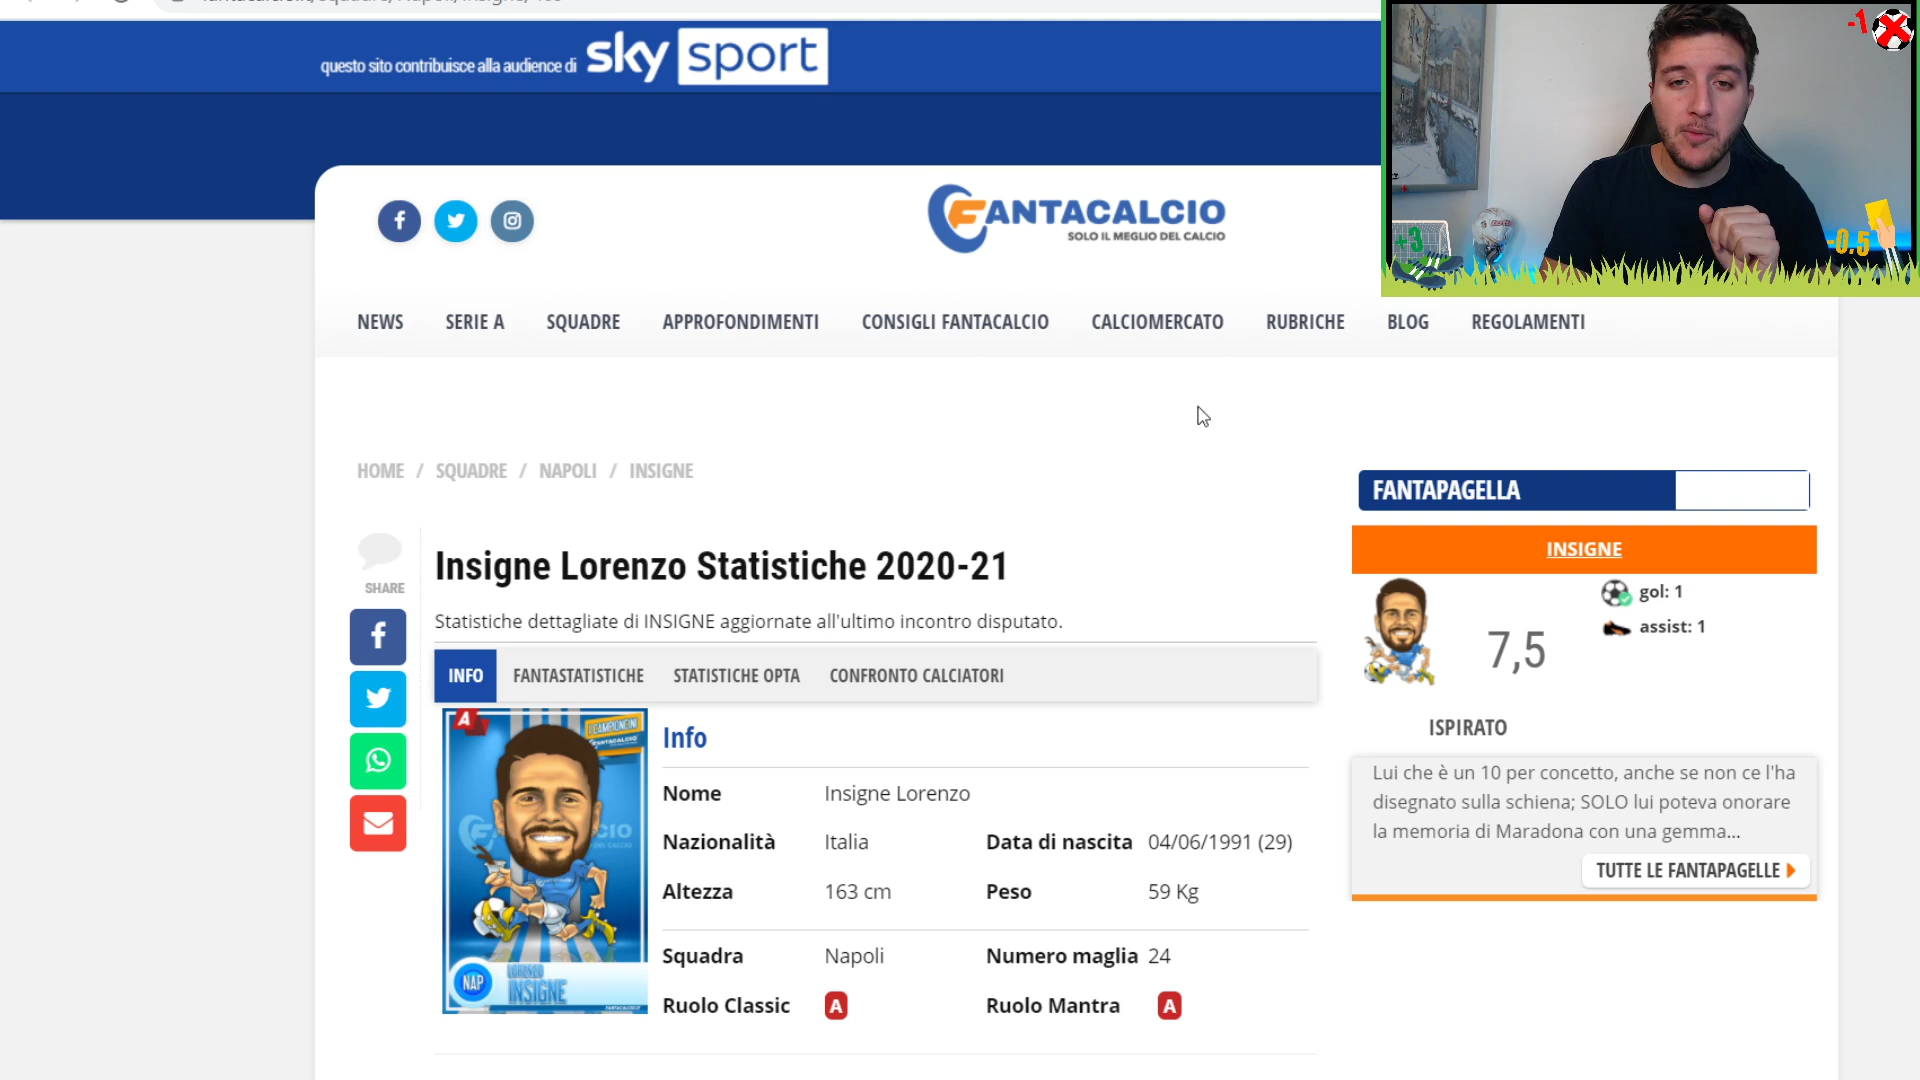 questo sito contribuisce alla audience di sky sport
-1
FANTACALCIO
SOLO IL MEGLIO DEL CALCIO
+3
-0,5
NEWS SERIE A SQUADRE APPROFONDIMENTI CONSIGLI FANTACALCIO CALCIOMERCATO RUBRICHE BLOG REGOLAMENTI
HOME / SQUADRE / NAPOLI / INSIGNE
FANTAPAGELLA
INSIGNE
gol: 1
assist: 1
7,5
ISPIRATO
Lui che è un 10 per concetto, anche se non ce l'ha
disegnato sulla schiena; SOLO lui poteva onorare
la memoria di Maradona con una gemma...
TUTTE LE FANTAPAGELLE
SHARE
Insigne Lorenzo Statistiche 2020-21
Statistiche dettagliate di INSIGNE aggiornate all'ultimo incontro disputato.
INFO FANTASTATISTICHE STATISTICHE OPTA CONFRONTO CALCIATORI
A
I CAMPIONCINI
FANTACALCIO
NAP
LORENZO
INSIGNE
Info
Nome Insigne Lorenzo
Nazionalità Italia Data di nascita 04/06/1991 (29)
Altezza 163 cm Peso 59 Kg
Squadra Napoli Numero maglia 24
Ruolo Classic A Ruolo Mantra A